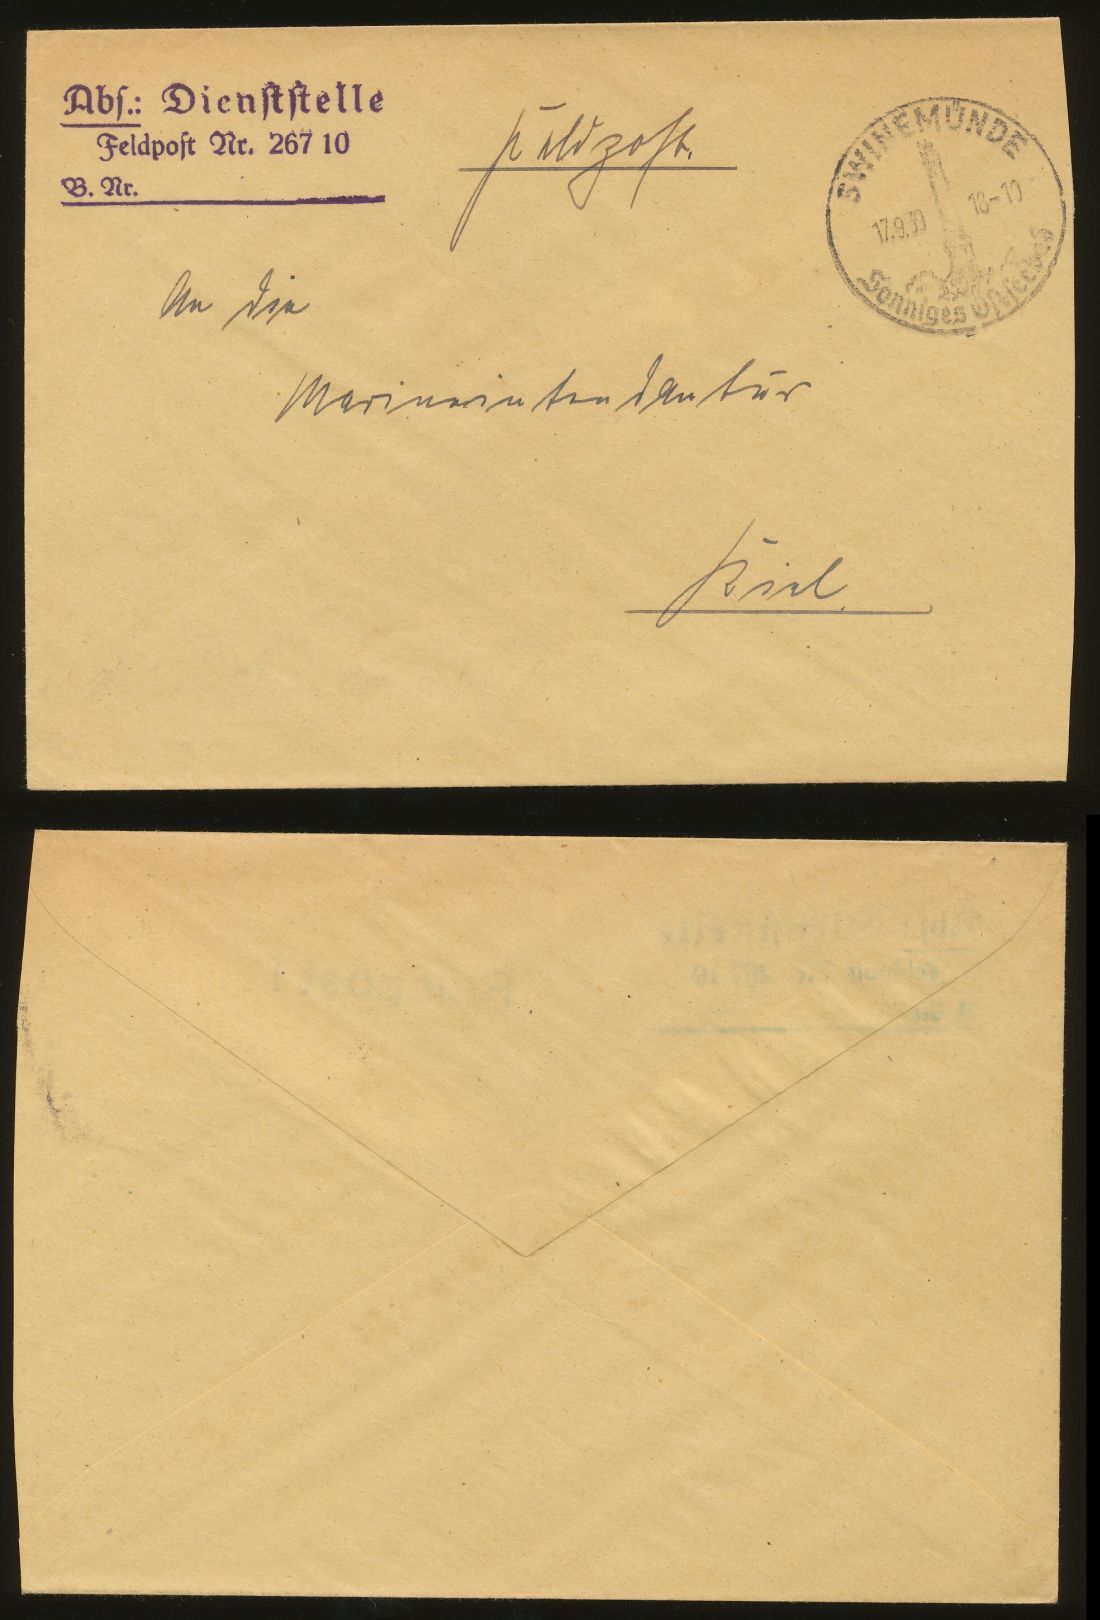 Abs.: Dienststelle
Feldpost Nr. 267 10
B. Nr.
Feldpost.
SWINEMÜNDE
17.9.39 18-19
Sonniges Ostseebad
An die
Marineintendantur
Kiel.